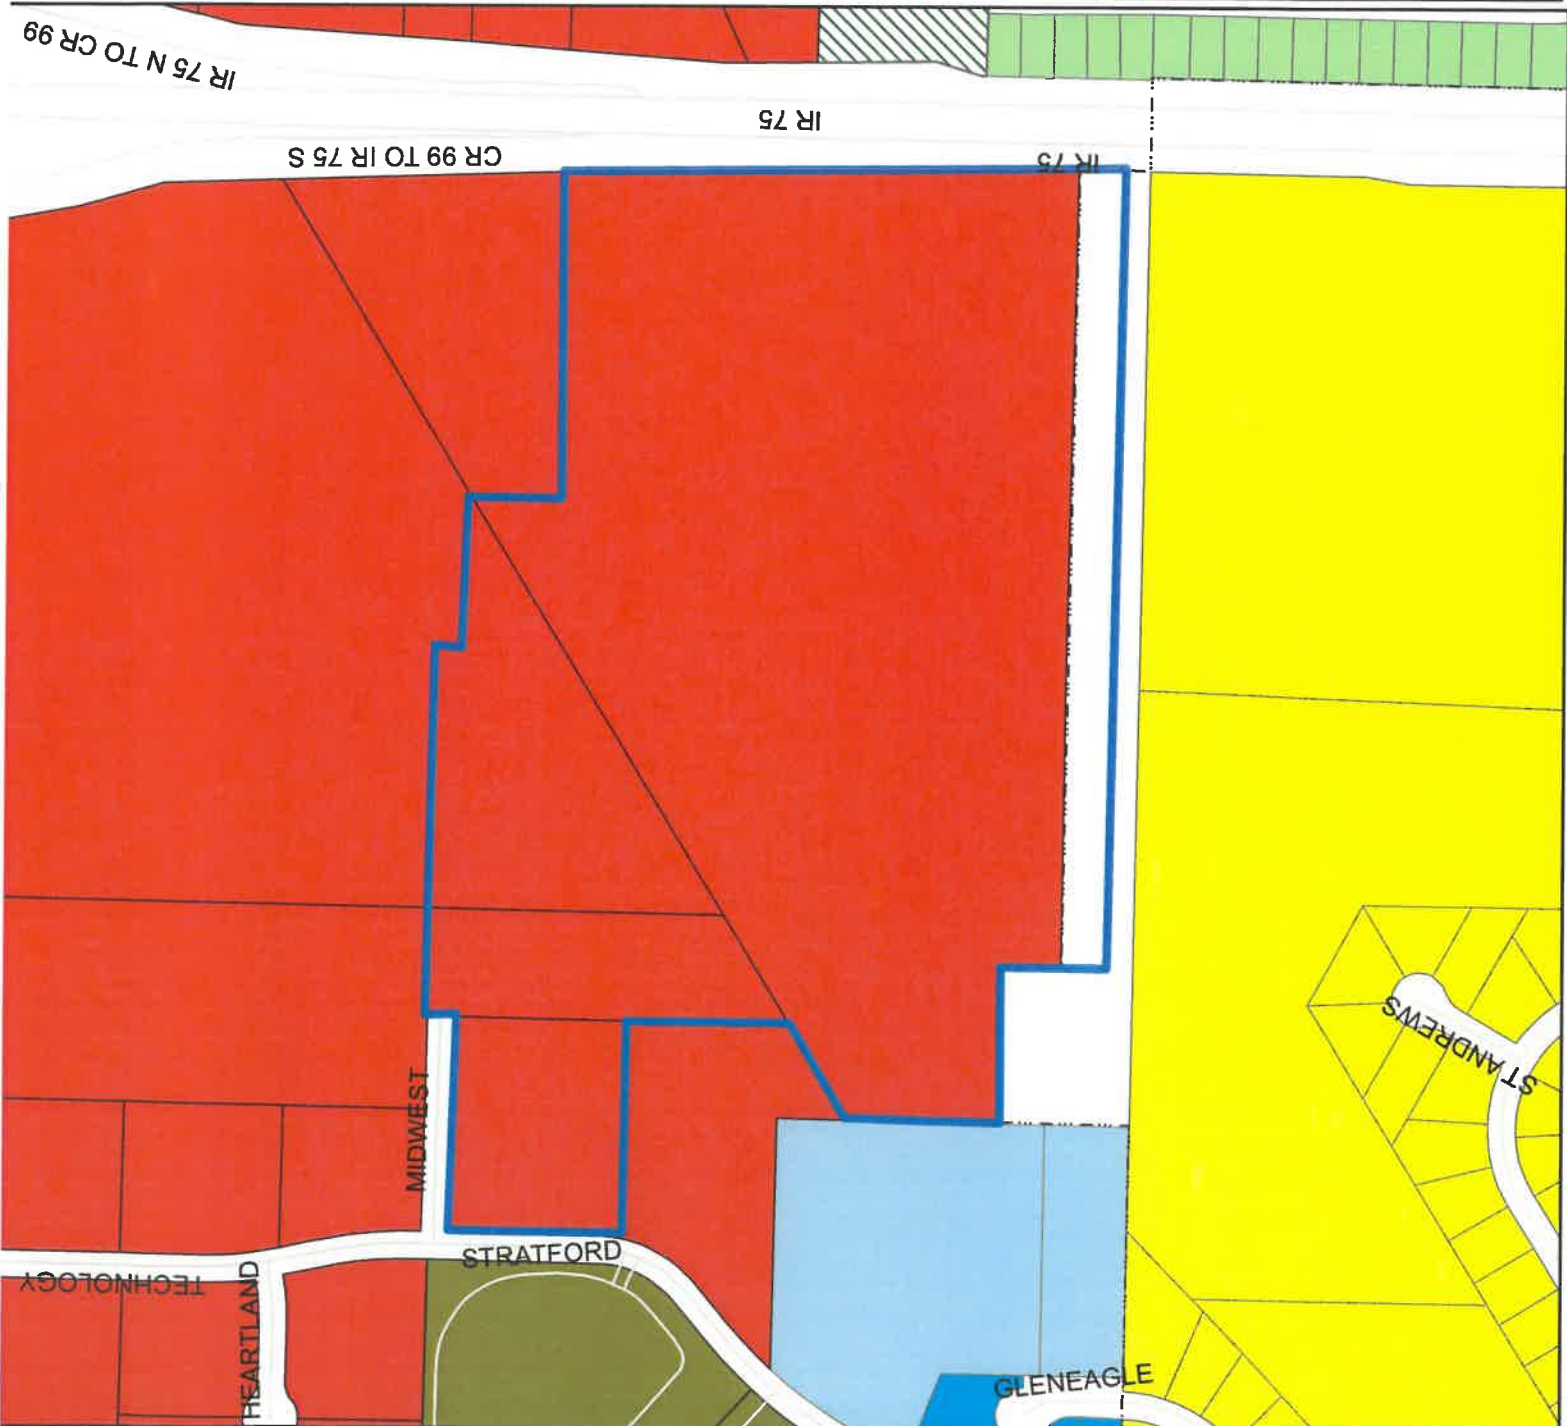 IR 75 N TO CR 99
IR 75
CR 99 TO IR 75 S
IR 75
ST ANDREWS
MIDWEST
STRATFORD
TECHNOLOGY
HEARTLAND
GLENEAGLE